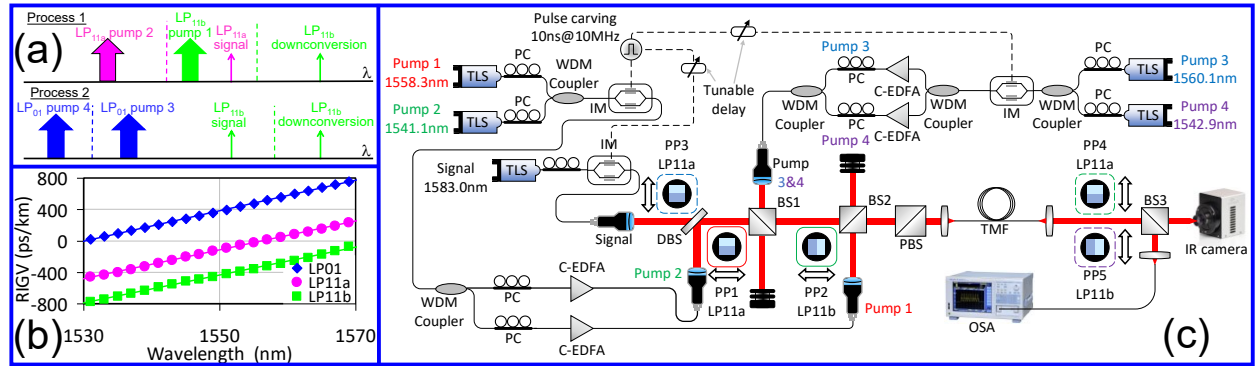 (a)
Process 1
LP11a pump 2
LP11b
pump 1
LP11a
signal
LP11b
downconversion
λ
Process 2
LP01 pump 4
LP01 pump 3
LP11b
signal
LP11b
downconversion
λ
(b)
RIGV (ps/km)
800
400
0
-400
-800
LP01
LP11a
LP11b
1530
1550
1570
Wavelength (nm)
(c)
Pulse carving
10ns@10MHz
Pump 1
1558.3nm
TLS
PC
WDM
Coupler
IM
Pump 2
1541.1nm
TLS
PC
Tunable
delay
Signal
1583.0nm
TLS
IM
Pump 3
PC
C-EDFA
WDM
Coupler
PC
C-EDFA
WDM
Coupler
IM
WDM
Coupler
PC
TLS
Pump 3
1560.1nm
PC
TLS
Pump 4
1542.9nm
Pump 4
PP3
LP11a
Pump
3&4
BS1
BS2
PBS
TMF
PP4
LP11a
BS3
IR camera
Signal
DBS
Pump 2
PP1
LP11a
PP2
LP11b
Pump 1
PP5
LP11b
OSA
WDM
Coupler
PC
C-EDFA
PC
C-EDFA